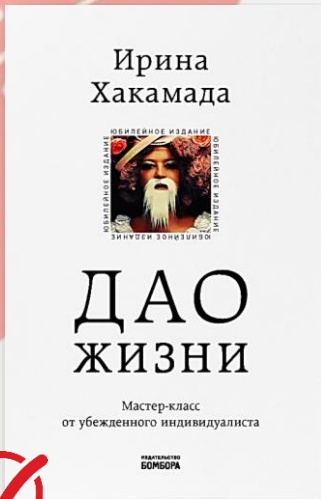 Ирина
Хакамада
ЮБИЛЕЙНОЕ ИЗДАНИЕ
ЮБИЛЕЙНОЕ ИЗДАНИЕ
ЮБИЛЕЙНОЕ ИЗДАНИЕ
ЮБИЛЕЙНОЕ ИЗДАНИЕ
ДАО
ЖИЗНИ
Мастер-класс
от убежденного индивидуалиста
ИЗДАТЕЛЬСТВО
БОМБОРА